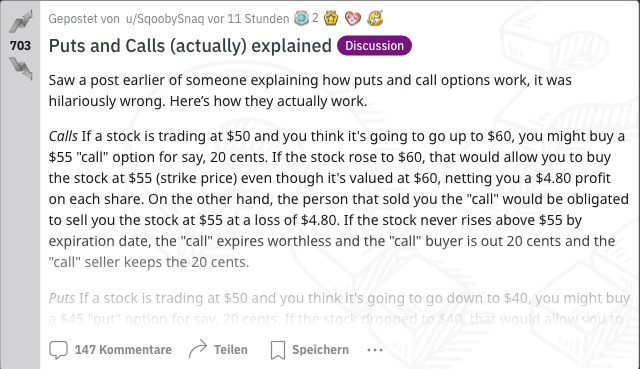 Gepostet von u/SqoobySnaq vor 11 Stunden 2
703
Puts and Calls (actually) explained Discussion
Saw a post earlier of someone explaining how puts and call options work, it was
hilariously wrong. Here’s how they actually work.
Calls If a stock is trading at $50 and you think it's going to go up to $60, you might buy a
$55 "call" option for say, 20 cents. If the stock rose to $60, that would allow you to buy
the stock at $55 (strike price) even though it's valued at $60, netting you a $4.80 profit
on each share. On the other hand, the person that sold you the "call" would be obligated
to sell you the stock at $55 at a loss of $4.80. If the stock never rises above $55 by
expiration date, the "call" expires worthless and the "call" buyer is out 20 cents and the
"call" seller keeps the 20 cents.
Puts If a stock is trading at $50 and you think it's going to go down to $40, you might buy
a $45 "put" option for say, 20 cents. If the stock dropped to $40, that would allow you to
147 Kommentare Teilen Speichern